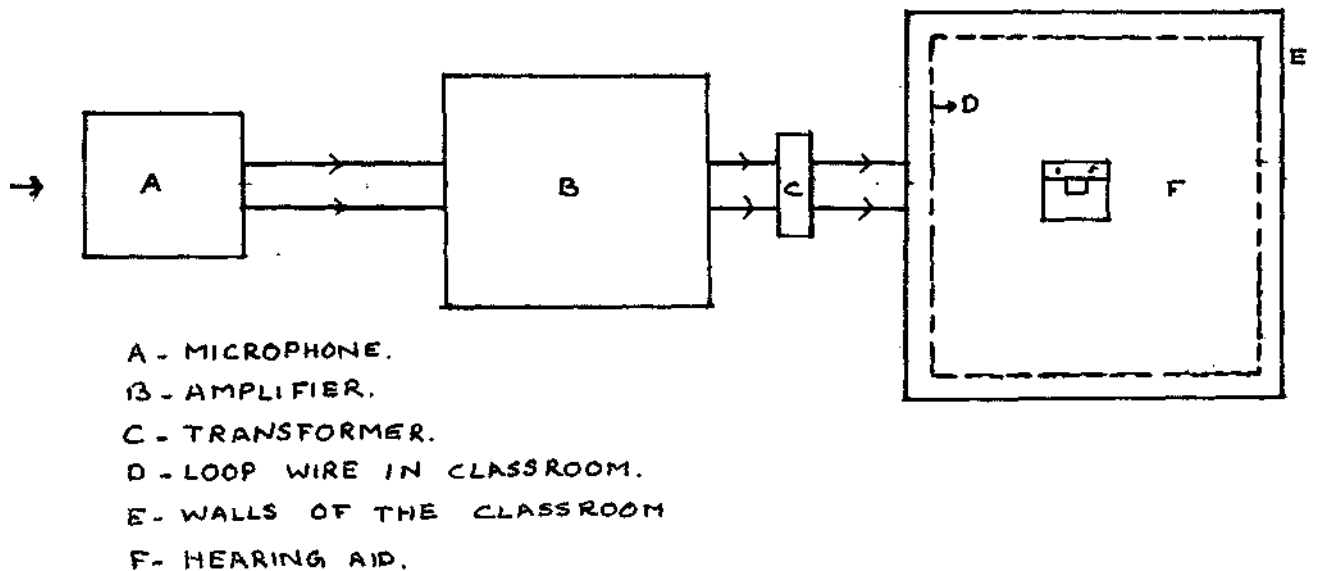 A
B
C
D
E
F
A - MICROPHONE.
B - AMPLIFIER.
C - TRANSFORMER.
D - LOOP WIRE IN CLASSROOM.
E - WALLS OF THE CLASSROOM
F - HEARING AID.